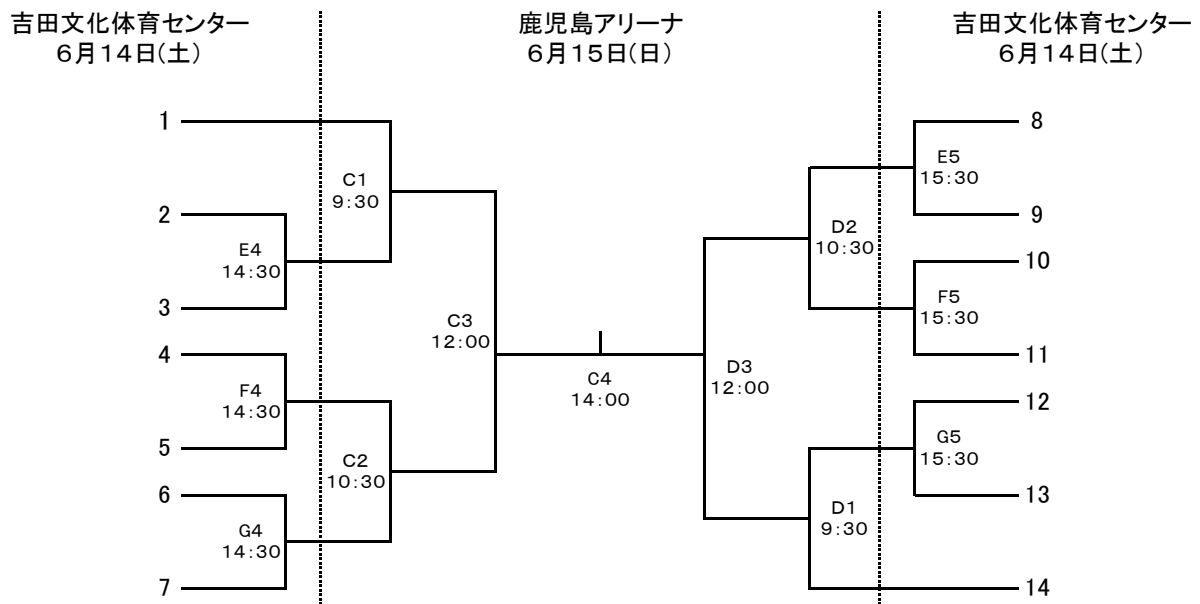 吉田文化体育センター
６月１４日(土)
鹿児島アリーナ
６月１５日(日)
吉田文化体育センター
６月１４日(土)
1
2
3
4
5
6
7
E4
14:30
F4
14:30
G4
14:30
C1
9:30
C2
10:30
C3
12:00
C4
14:00
D3
12:00
D2
10:30
D1
9:30
E5
15:30
F5
15:30
G5
15:30
8
9
10
11
12
13
14